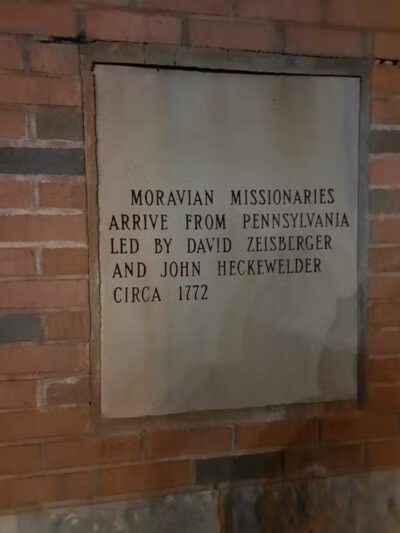 MORAVIAN MISSIONARIES
ARRIVE FROM PENNSYLVANIA
LED BY DAVID ZEISBERGER
AND JOHN HECKEWELDER
CIRCA 1772